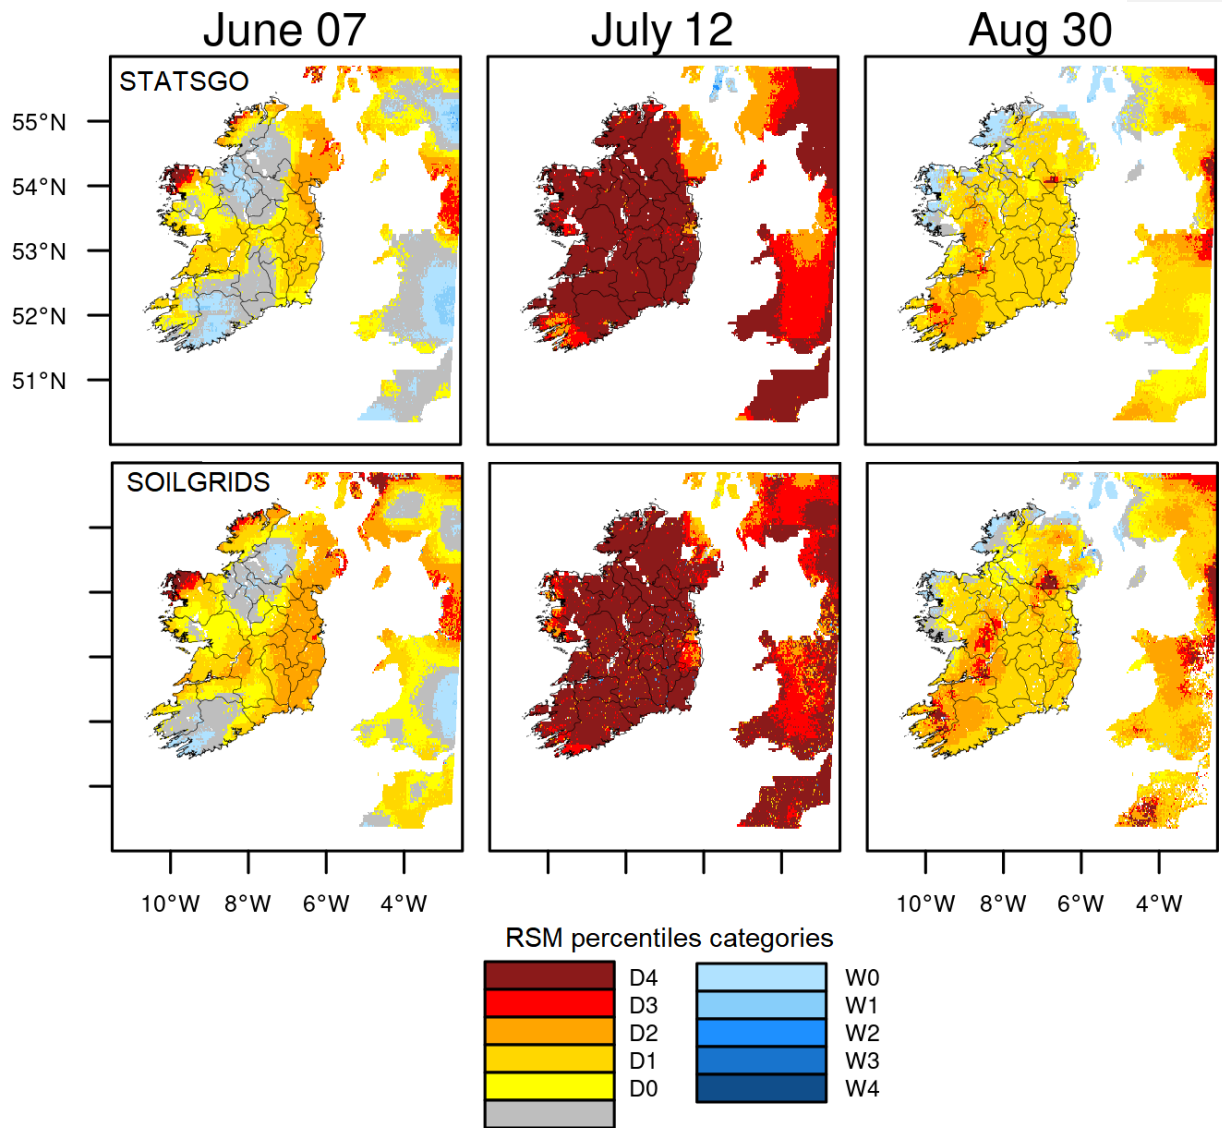 June 07 July 12 Aug 30
STATSGO
55°N
54°N
53°N
52°N
51°N
SOILGRIDS
10°W 8°W 6°W 4°W 10°W 8°W 6°W 4°W
RSM percentiles categories
D4 W0
D3 W1
D2 W2
D1 W3
D0 W4